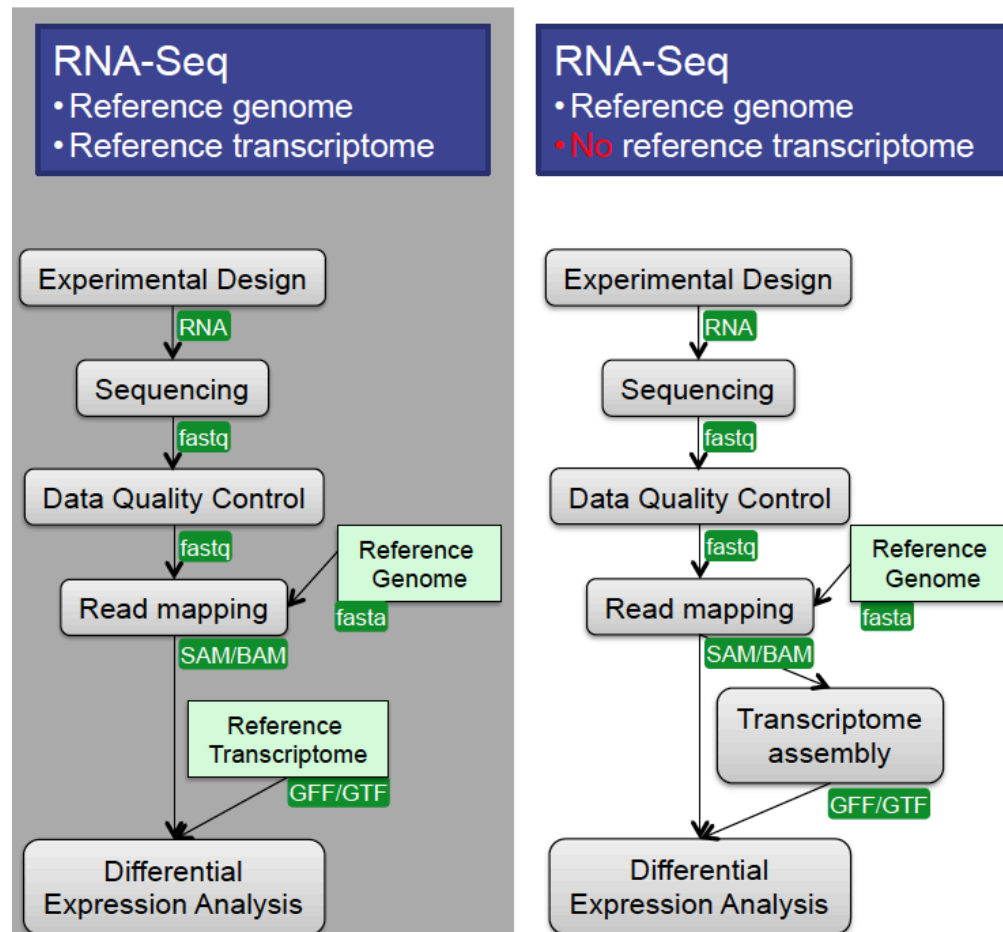 RNA-Seq
• Reference genome
• Reference transcriptome
Experimental Design
RNA
Sequencing
fastq
Data Quality Control
fastq
Reference
Genome
fasta
Read mapping
SAM/BAM
Reference
Transcriptome
GFF/GTF
Differential
Expression Analysis
RNA-Seq
• Reference genome
• No reference transcriptome
Experimental Design
RNA
Sequencing
fastq
Data Quality Control
fastq
Reference
Genome
fasta
Read mapping
SAM/BAM
Transcriptome
assembly
GFF/GTF
Differential
Expression Analysis